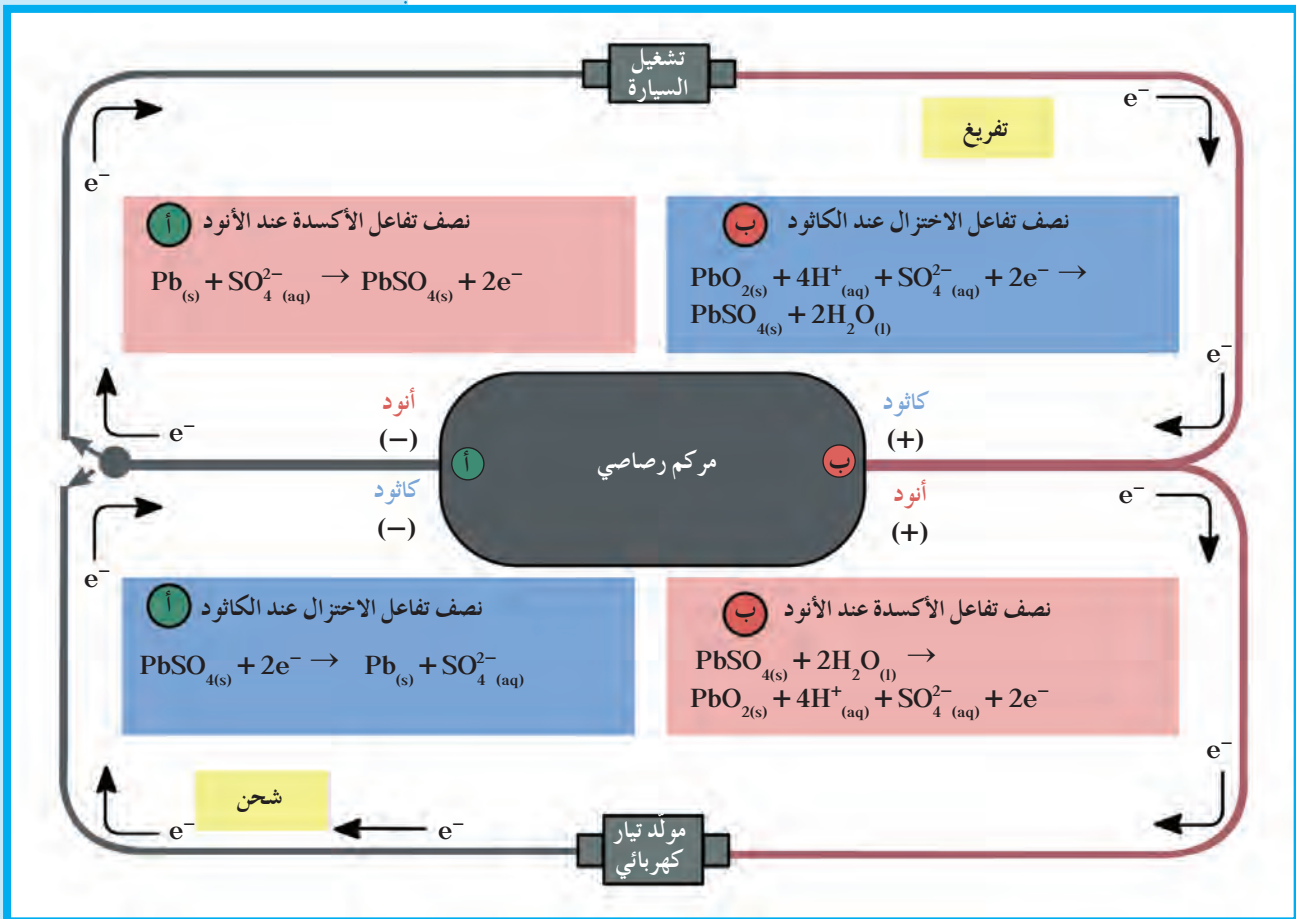 تشغيل
السيارة
e⁻
تفريغ
e⁻
نصف تفاعل الاختزال عند الكاثود ب
PbO₂₍ₛ₎ + 4H⁺₍ₐq₎ + SO₄²⁻₍ₐq₎ + 2e⁻ →
PbSO₄₍ₛ₎ + 2H₂O₍ₗ₎
نصف تفاعل الأكسدة عند الأنود أ
Pb₍ₛ₎ + SO₄²⁻₍ₐq₎ → PbSO₄₍ₛ₎ + 2e⁻
e⁻
e⁻
كاثود
(+)
أنود
(−)
ب
مركم رصاصي
أ
أنود
(+)
كاثود
(−)
e⁻
e⁻
نصف تفاعل الأكسدة عند الأنود ب
PbSO₄₍ₛ₎ + 2H₂O₍ₗ₎ →
PbO₂₍ₛ₎ + 4H⁺₍ₐq₎ + SO₄²⁻₍ₐq₎ + 2e⁻
نصف تفاعل الاختزال عند الكاثود أ
PbSO₄₍ₛ₎ + 2e⁻ → Pb₍ₛ₎ + SO₄²⁻₍ₐq₎
e⁻
شحن
e⁻
e⁻
مولّد تيار
كهربائي